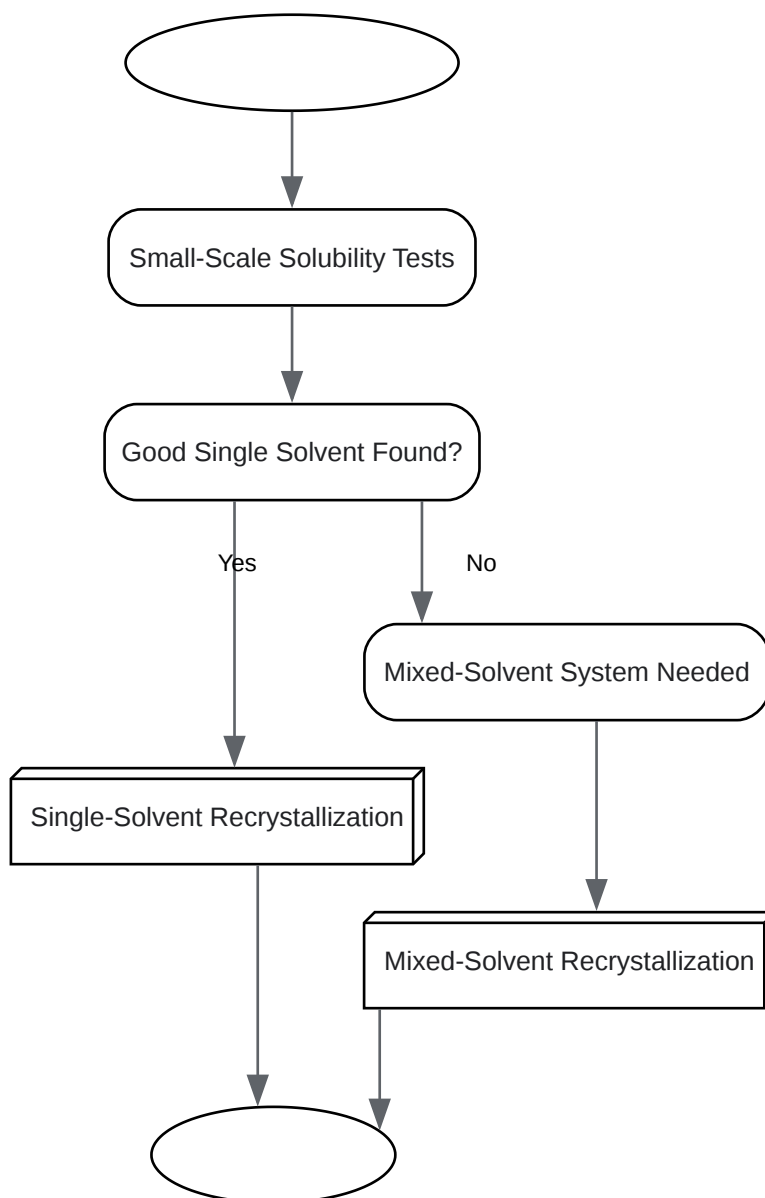 Small-Scale Solubility Tests
Good Single Solvent Found?
Yes
No
Mixed-Solvent System Needed
Single-Solvent Recrystallization
Mixed-Solvent Recrystallization